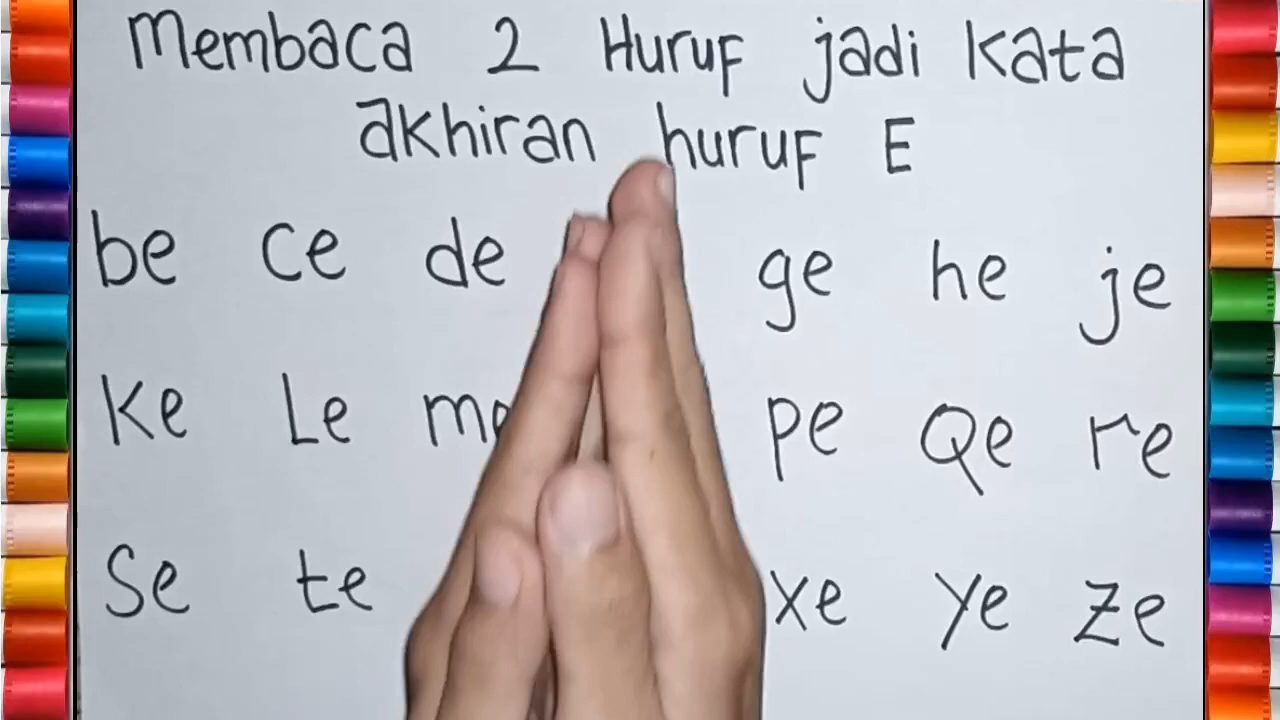 Membaca 2 Huruf jadi Kata
akhiran huruf E
be ce de ge he je
Ke Le pe Qe re
Se te xe ye ze